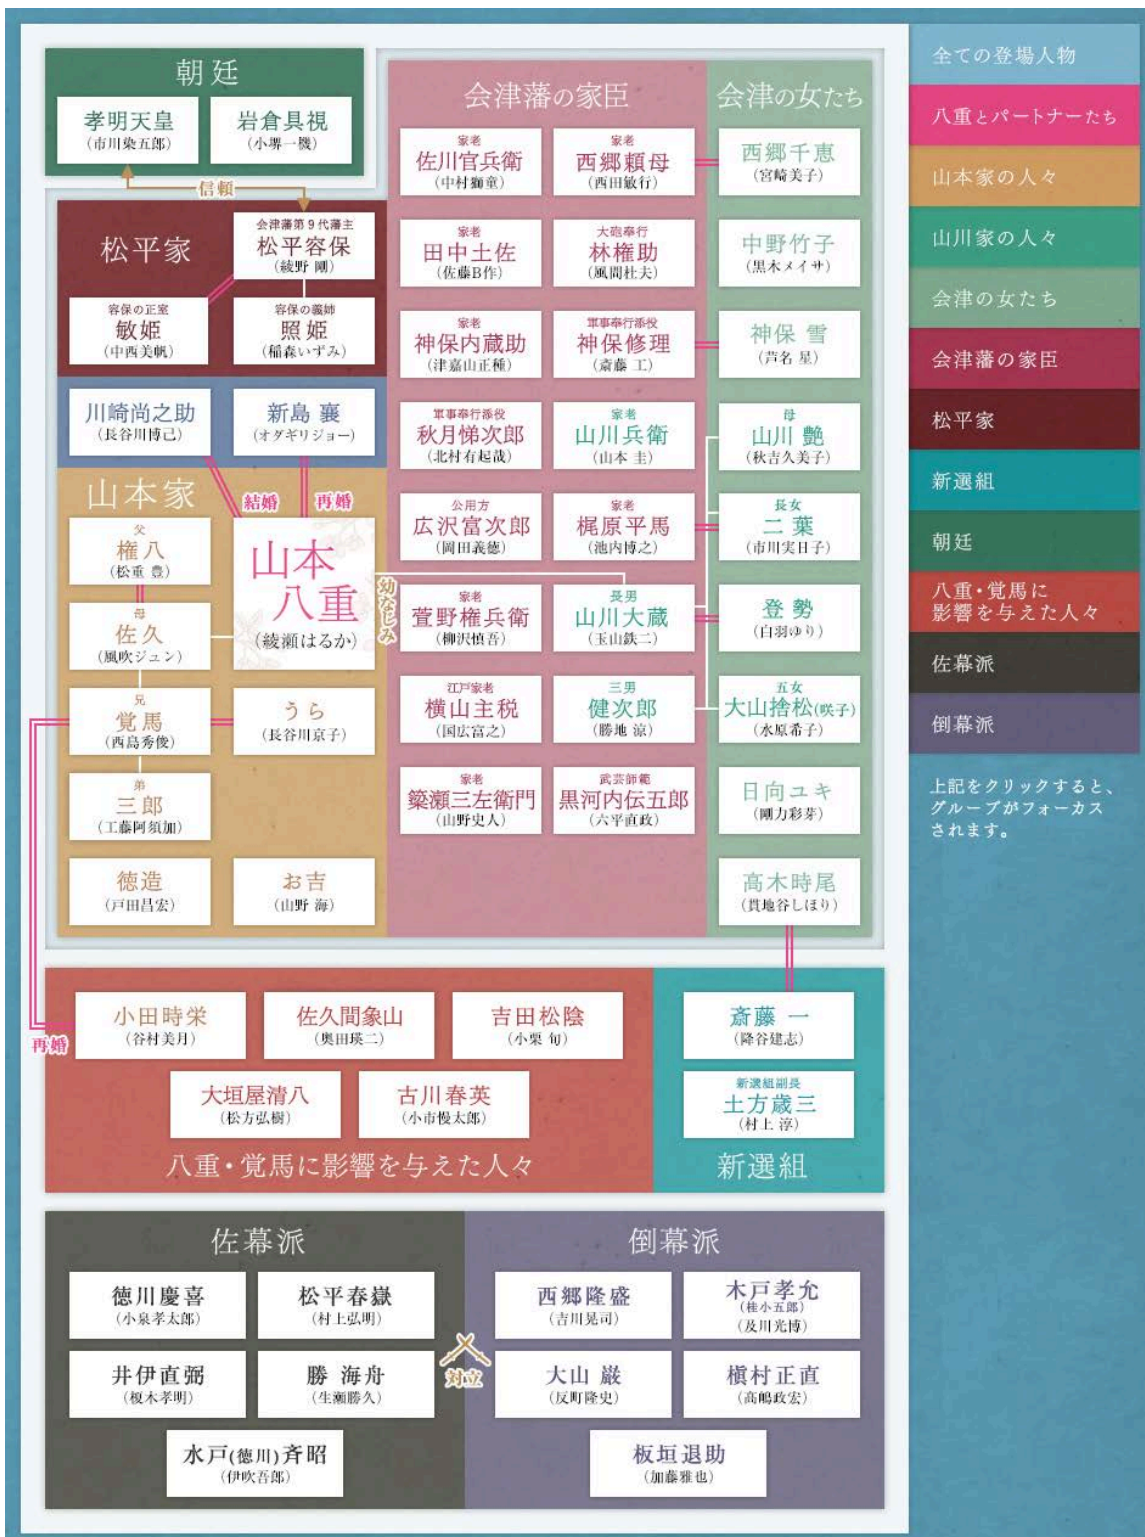 朝廷
孝明天皇
(市川染五郎)
岩倉具視
(小堺一機)
信頼
松平家
会津藩第9代藩主
松平容保
(綾野 剛)
容保の正室
敏姫
(中西美帆)
容保の義姉
照姫
(稲森いずみ)
川崎尚之助
(長谷川博己)
新島 襄
(オダギリジョー)
結婚
再婚
山本家
父
権八
(松重 豊)
母
佐久
(風吹ジュン)
山本
八重
(綾瀬はるか)
幼なじみ
兄
覚馬
(西島秀俊)
うら
(長谷川京子)
弟
三郎
(工藤阿須加)
徳造
(戸田昌宏)
お吉
(山野 海)
会津藩の家臣
家老
佐川官兵衛
(中村獅童)
家老
西郷頼母
(西田敏行)
家老
田中土佐
(佐藤B作)
大砲奉行
林権助
(風間杜夫)
家老
神保内蔵助
(津嘉山正種)
軍事奉行添役
神保修理
(斎藤 工)
軍事奉行添役
秋月悌次郎
(北村有起哉)
家老
山川兵衛
(山本 圭)
公用方
広沢富次郎
(岡田義徳)
家老
梶原平馬
(池内博之)
家老
萱野権兵衛
(柳沢慎吾)
長男
山川大蔵
(玉山鉄二)
江戸家老
横山主税
(国広富之)
三男
健次郎
(勝地 涼)
家老
簗瀬三左衛門
(山野史人)
武芸師範
黒河内伝五郎
(六平直政)
会津の女たち
西郷千恵
(宮崎美子)
中野竹子
(黒木メイサ)
神保 雪
(芦名 星)
母
山川 艶
(秋吉久美子)
長女
二葉
(市川実日子)
登勢
(白羽ゆり)
五女
大山捨松(咲子)
(水原希子)
日向ユキ
(剛力彩芽)
高木時尾
(貫地谷しほり)
再婚
小田時栄
(谷村美月)
佐久間象山
(奥田瑛二)
吉田松陰
(小栗 旬)
大垣屋清八
(松方弘樹)
古川春英
(小市慢太郎)
八重・覚馬に影響を与えた人々
斎藤 一
(降谷建志)
新選組副長
土方歳三
(村上 淳)
新選組
佐幕派
徳川慶喜
(小泉孝太郎)
松平春嶽
(村上弘明)
井伊直弼
(榎木孝明)
勝 海舟
(生瀬勝久)
水戸(徳川)斉昭
(伊吹吾郎)
対立
倒幕派
西郷隆盛
(吉川晃司)
木戸孝允
(桂小五郎)
(及川光博)
大山 巌
(反町隆史)
槇村正直
(高嶋政宏)
板垣退助
(加藤雅也)
全ての登場人物
八重とパートナーたち
山本家の人々
山川家の人々
会津の女たち
会津藩の家臣
松平家
新選組
朝廷
八重・覚馬に
影響を与えた人々
佐幕派
倒幕派
上記をクリックすると、
グループがフォーカス
されます。